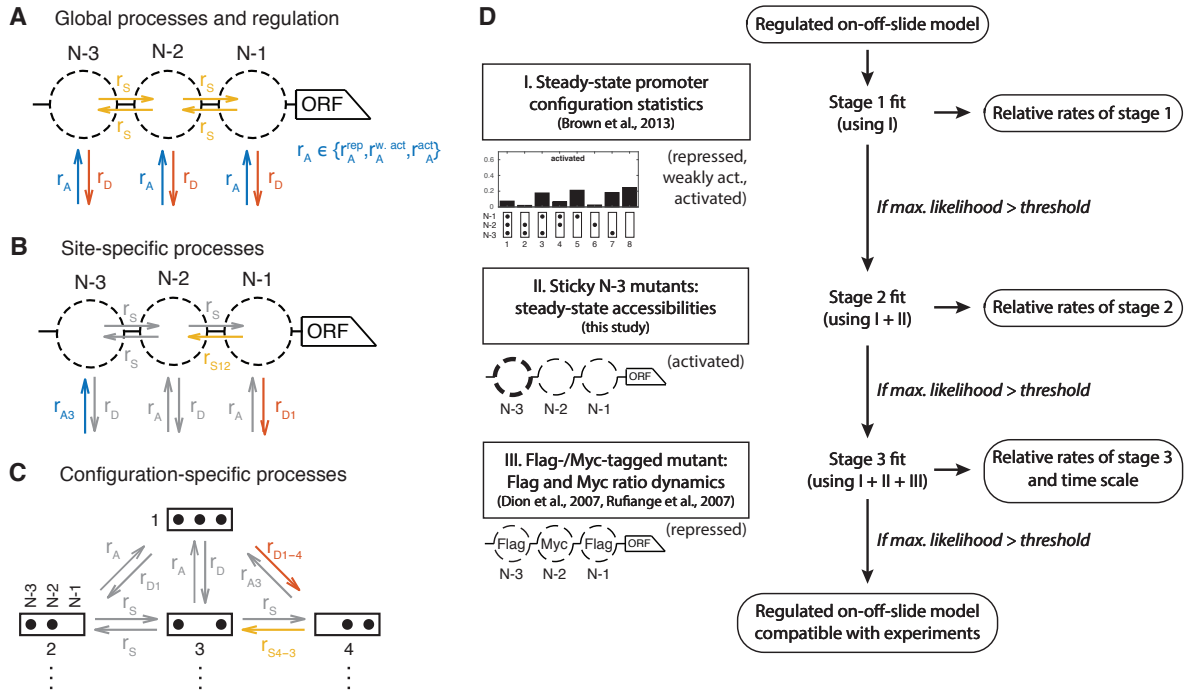 A
Global processes and regulation
N-3
N-2
N-1
rS
rS
rS
rS
ORF
rA
rD
rA
rD
rA
rD
rA ∈ {rArep,rAw. act,rAact}
B
Site-specific processes
N-3
N-2
N-1
rS
rS
rS
rS12
ORF
rA3
rD
rA
rD
rA
rD1
C
Configuration-specific processes
1
rA
rD1
rA
rD
rA3
rD1−4
N-3
N-2
N-1
rS
rS
rS
rS4−3
2
3
4
D
Regulated on-off-slide model
I. Steady-state promoter
configuration statistics
(Brown et al., 2013)
activated
0.6
0.2
0
N-1
N-2
N-3
1 2 3 4 5 6 7 8
(repressed,
weakly act.,
activated)
Stage 1 fit
(using I)
Relative rates of stage 1
If max. likelihood > threshold
II. Sticky N-3 mutants:
steady-state accessibilities
(this study)
(activated)
ORF
N-3
N-2
N-1
Stage 2 fit
(using I + II)
Relative rates of stage 2
If max. likelihood > threshold
III. Flag-/Myc-tagged mutant:
Flag and Myc ratio dynamics
(Dion et al., 2007, Rufiange et al., 2007)
(repressed)
Flag
Myc
Flag
ORF
N-3
N-2
N-1
Stage 3 fit
(using I + II + III)
Relative rates of stage 3
and time scale
If max. likelihood > threshold
Regulated on-off-slide model
compatible with experiments